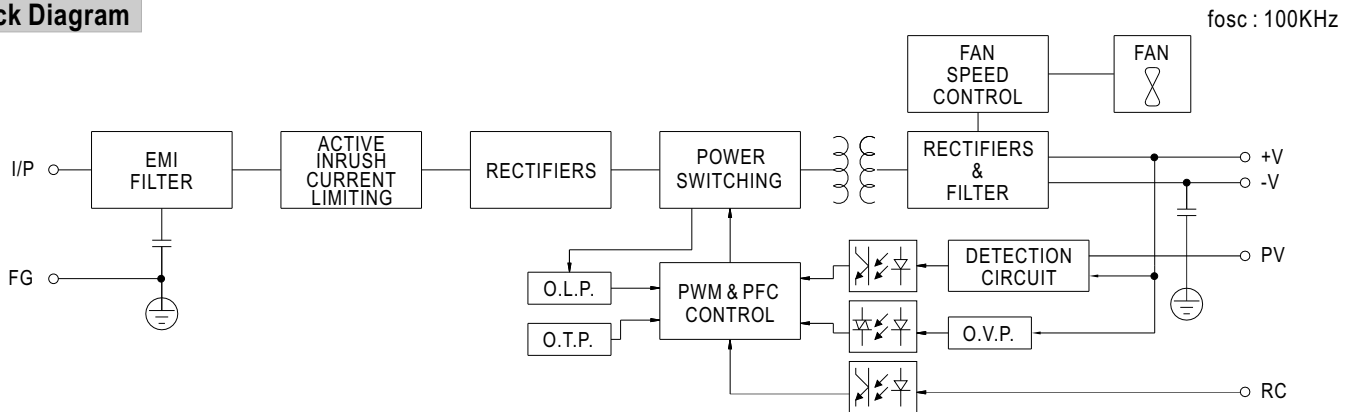 ck Diagram
fosc : 100KHz
FAN
SPEED
CONTROL
FAN
I/P
EMI
FILTER
ACTIVE
INRUSH
CURRENT
LIMITING
RECTIFIERS
POWER
SWITCHING
RECTIFIERS
&
FILTER
+V
-V
FG
O.L.P.
O.T.P.
PWM & PFC
CONTROL
DETECTION
CIRCUIT
PV
O.V.P.
RC